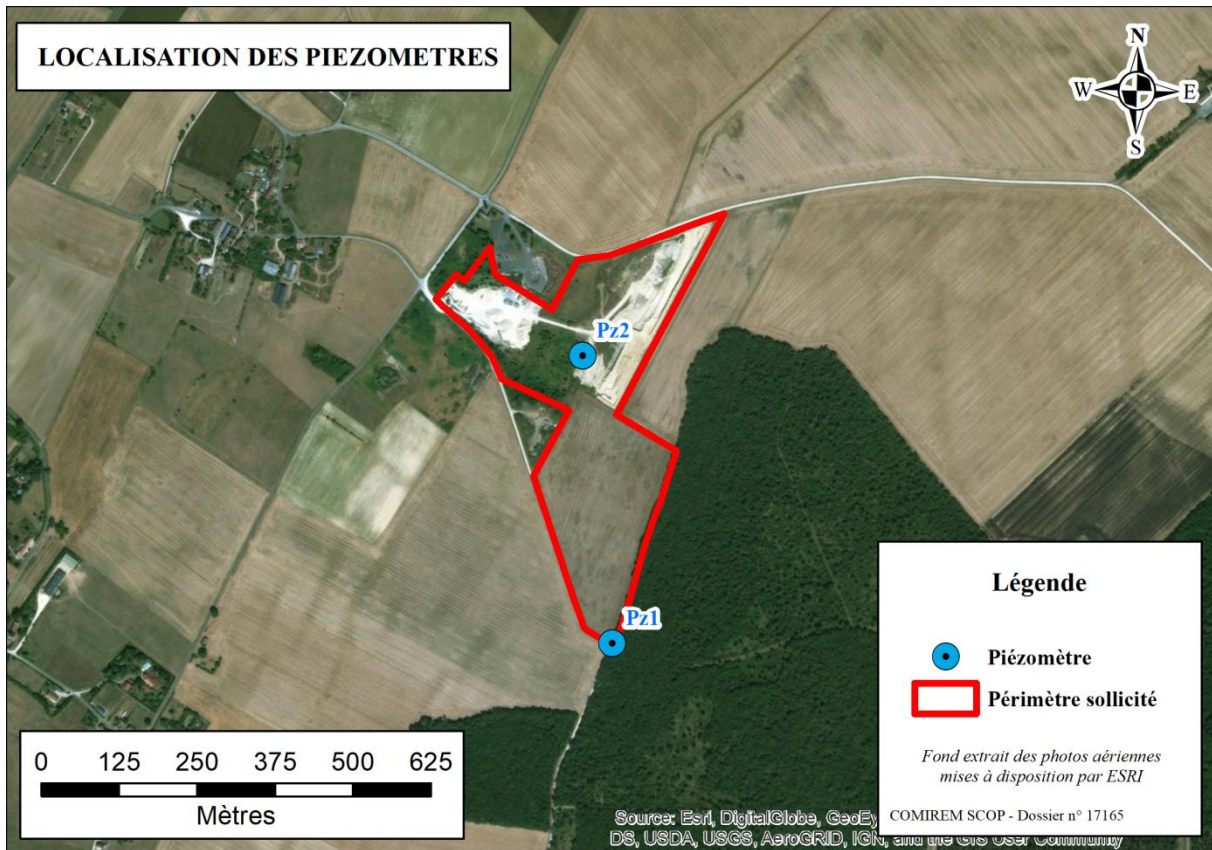 LOCALISATION DES PIEZOMETRES
N
W
E
S
Pz2
Pz1
Légende
Piézomètre
Périmètre sollicité
Fond extrait des photos aériennes
mises à disposition par ESRI
COMIREM SCOP - Dossier n° 17165
0 125 250 375 500 625
Mètres
Source: Esri, DigitalGlobe, GeoEy
DS, USDA, USGS, AeroGRID, IGN, and the GIS User Community